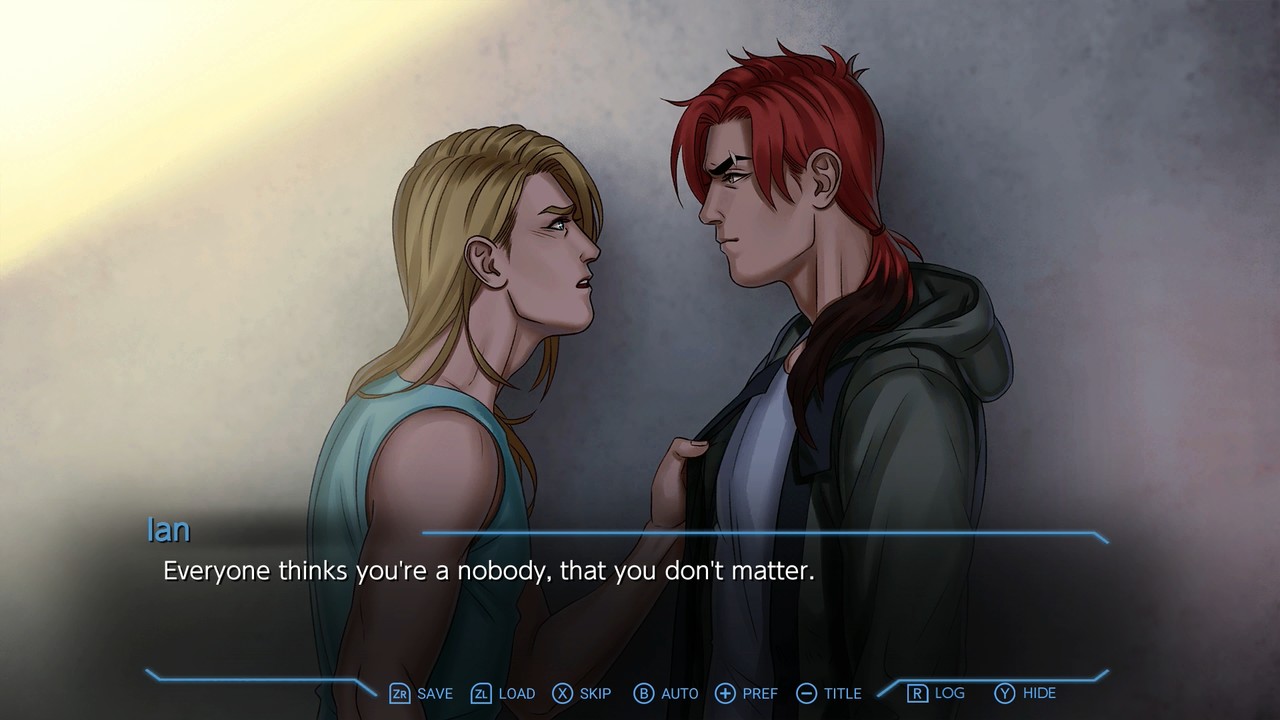 Ian
Everyone thinks you're a nobody, that you don't matter.
ZR SAVE ZL LOAD X SKIP B AUTO + PREF − TITLE R LOG Y HIDE